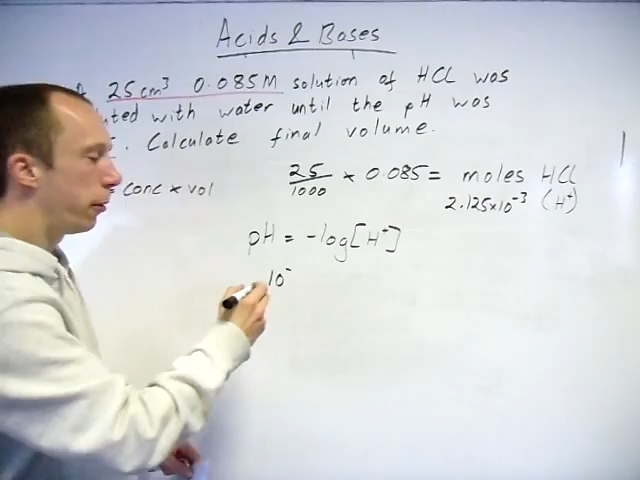 Acids & Bases
25cm³ 0.085M solution of HCl was
uted with water until the pH was
. Calculate final volume.
25/1000 × 0.085 = moles HCl
= conc × vol
2.125×10⁻³ (H⁺)
pH = -log[H⁺]
10⁻